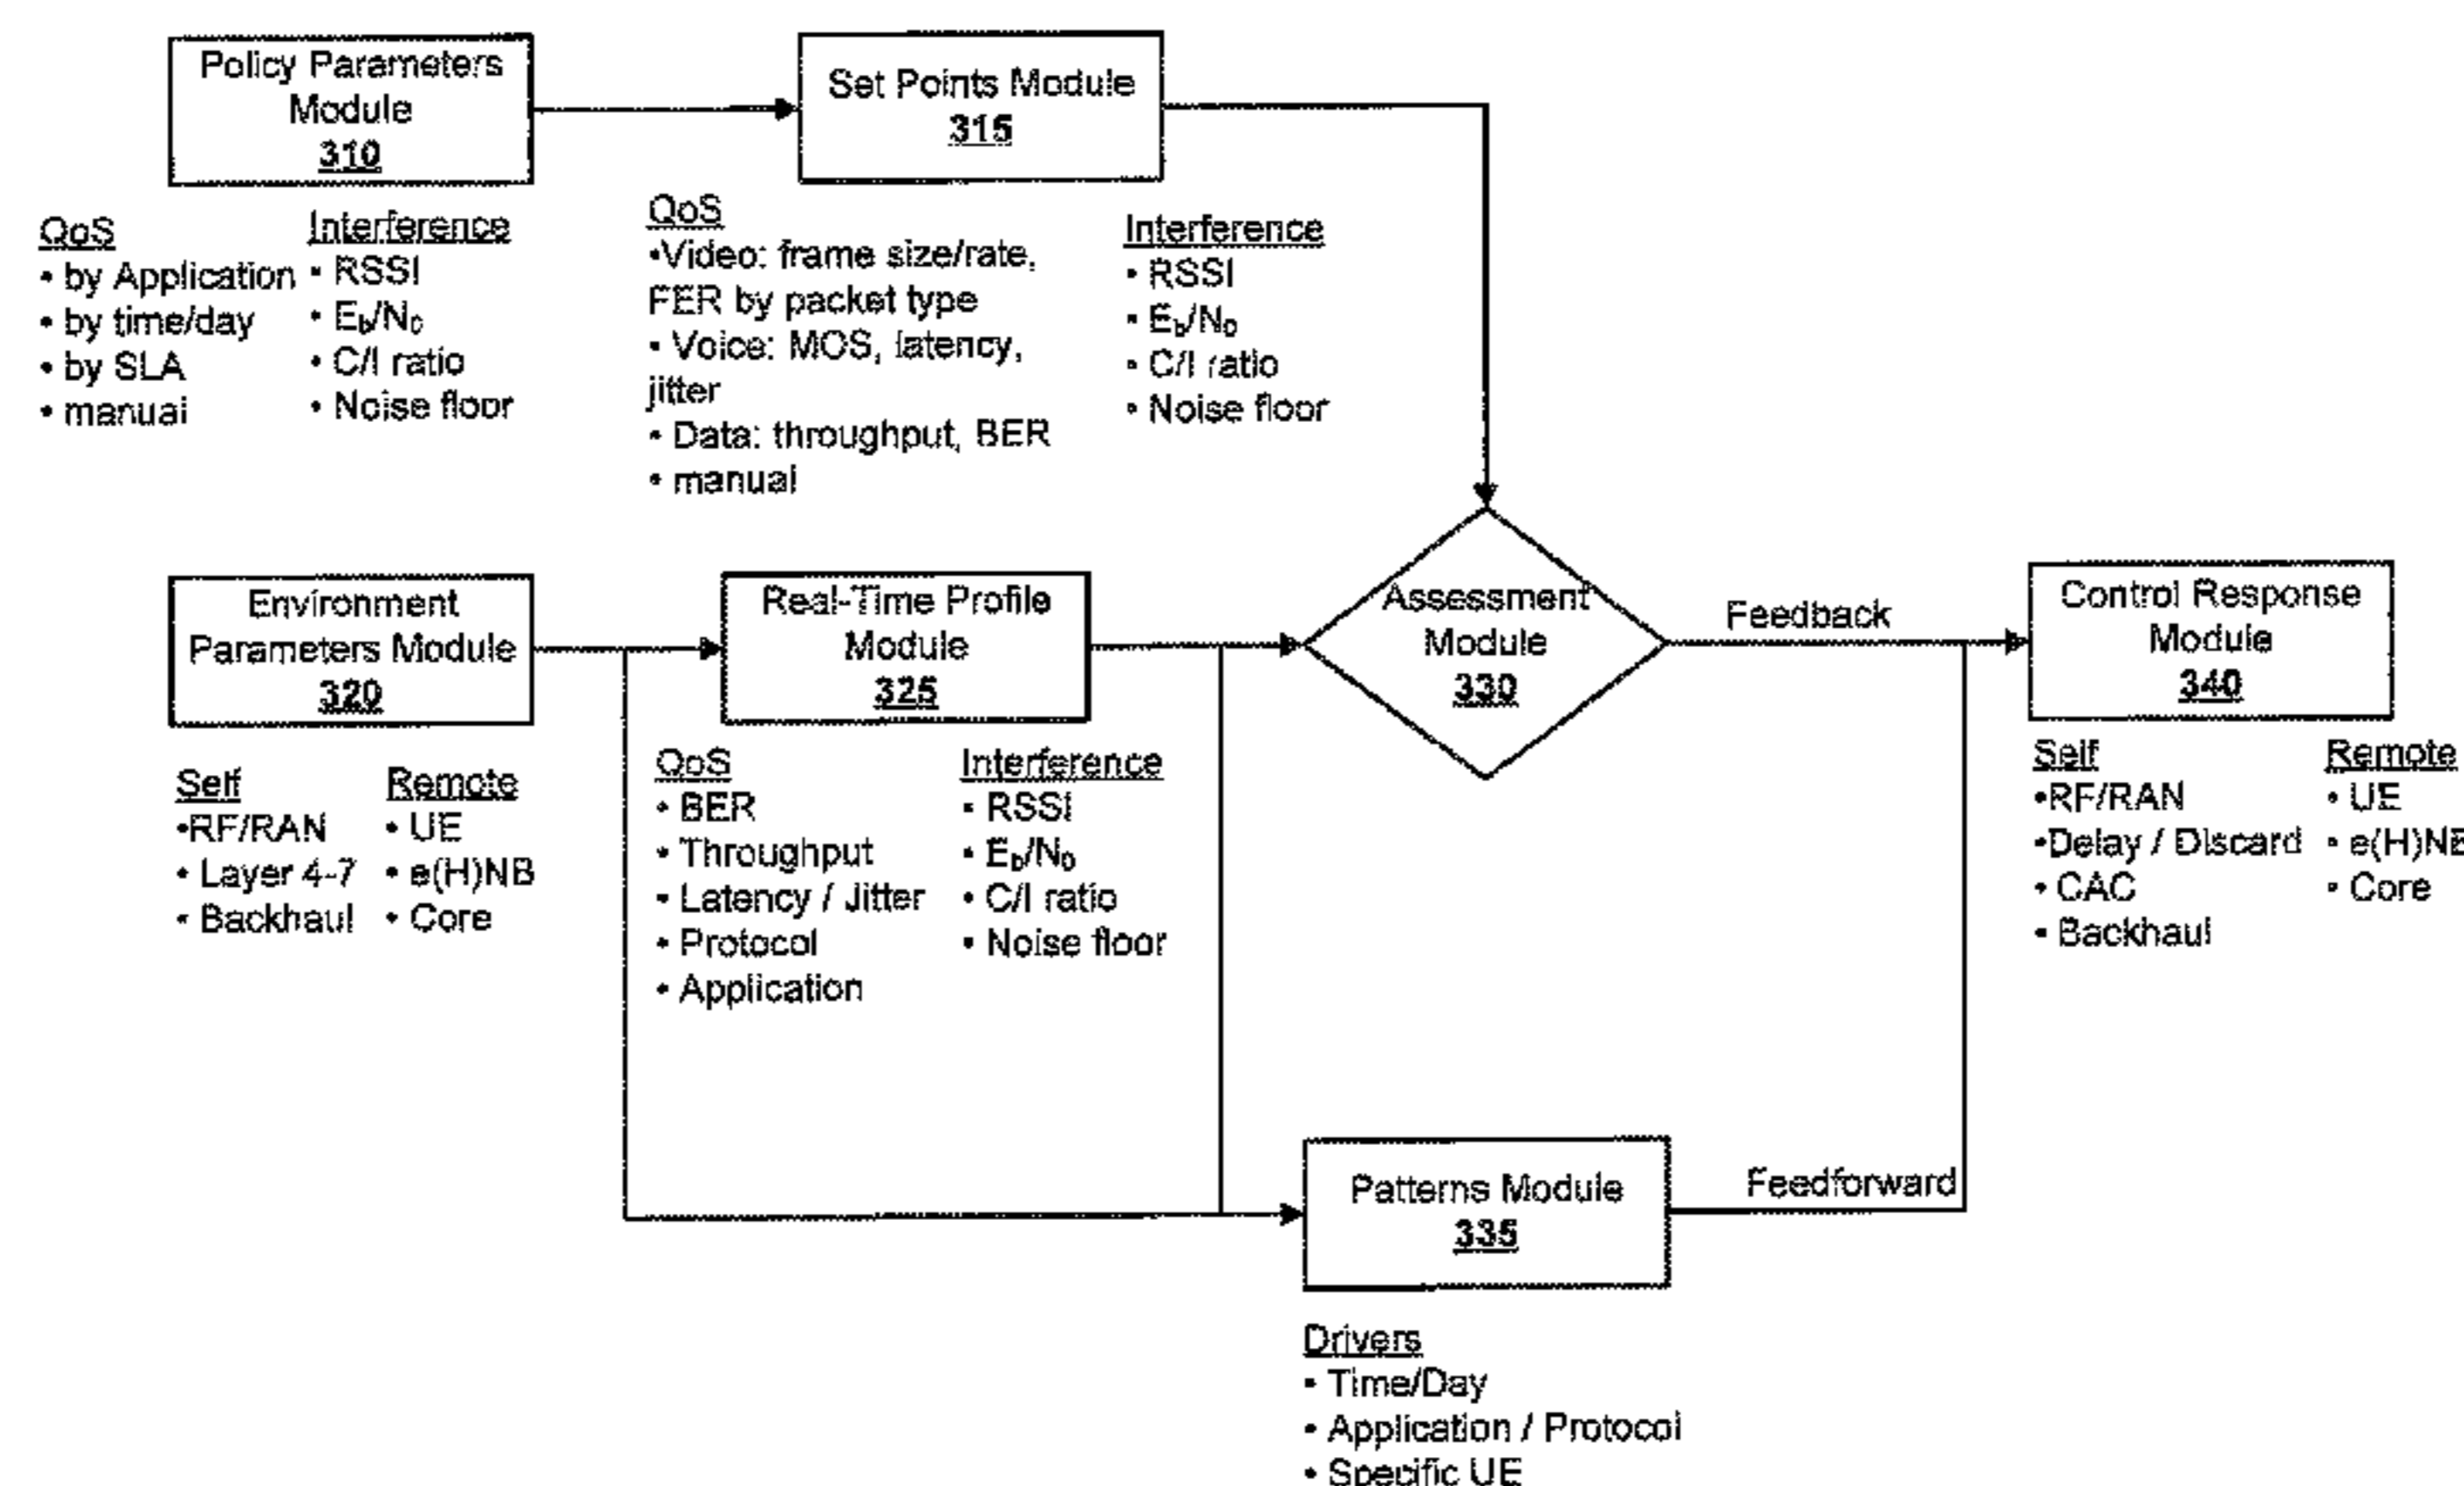 Policy Parameters
Module
310
Set Points Module
315
QoS
• by Application
• by time/day
• by SLA
• manual
Interference
• RSSI
• Eb/N0
• C/I ratio
• Noise floor
QoS
•Video: frame size/rate,
FER by packet type
• Voice: MOS, latency,
jitter
• Data: throughput, BER
• manual
Interference
• RSSI
• Eb/N0
• C/I ratio
• Noise floor
Environment
Parameters Module
320
Real-Time Profile
Module
325
Assessment
Module
330
Feedback
Control Response
Module
340
Self
•RF/RAN
• Layer 4-7
• Backhaul
Remote
• UE
• e(H)NB
• Core
QoS
• BER
• Throughput
• Latency / Jitter
• Protocol
• Application
Interference
• RSSI
• Eb/N0
• C/I ratio
• Noise floor
Self
•RF/RAN
•Delay / Discard
• CAC
• Backhaul
Remote
• UE
• e(H)NB
• Core
Patterns Module
335
Feedforward
Drivers
• Time/Day
• Application / Protocol
• Specific UE